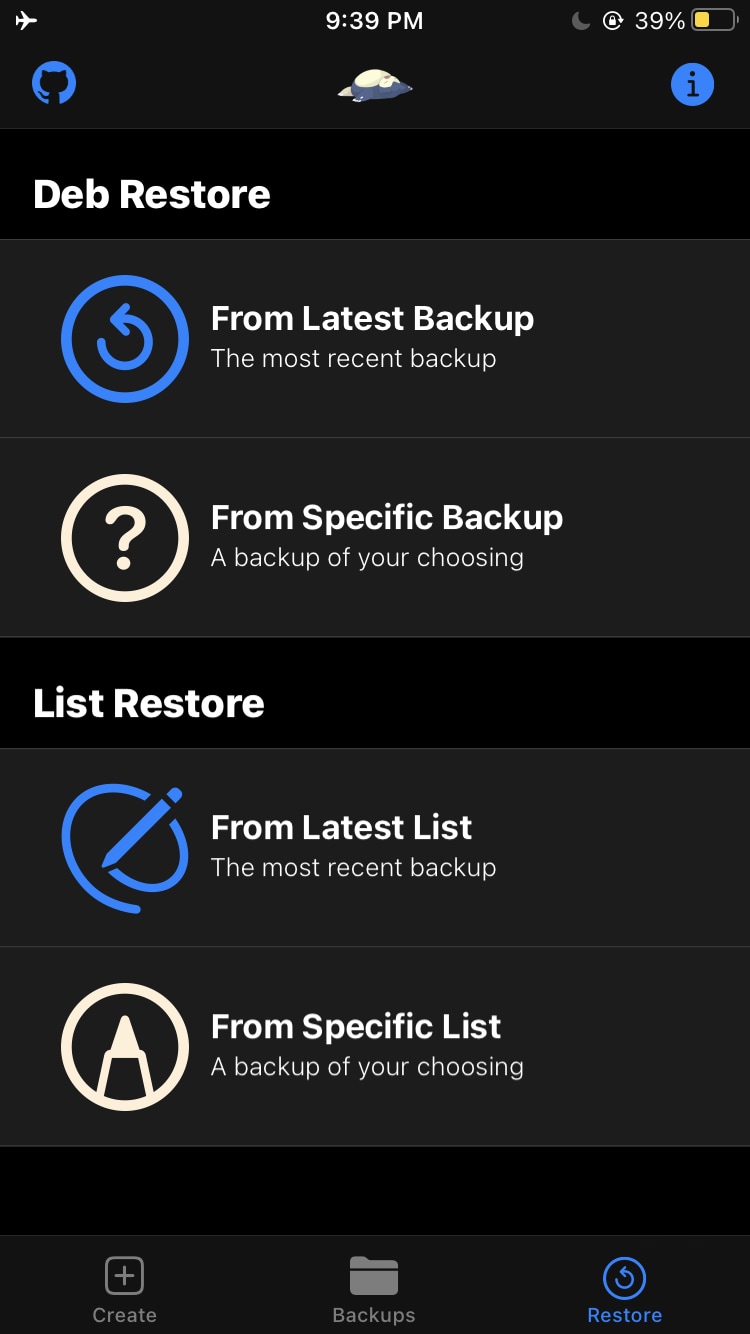 9:39 PM
39%
Deb Restore
From Latest Backup
The most recent backup
From Specific Backup
A backup of your choosing
List Restore
From Latest List
The most recent backup
From Specific List
A backup of your choosing
Create
Backups
Restore